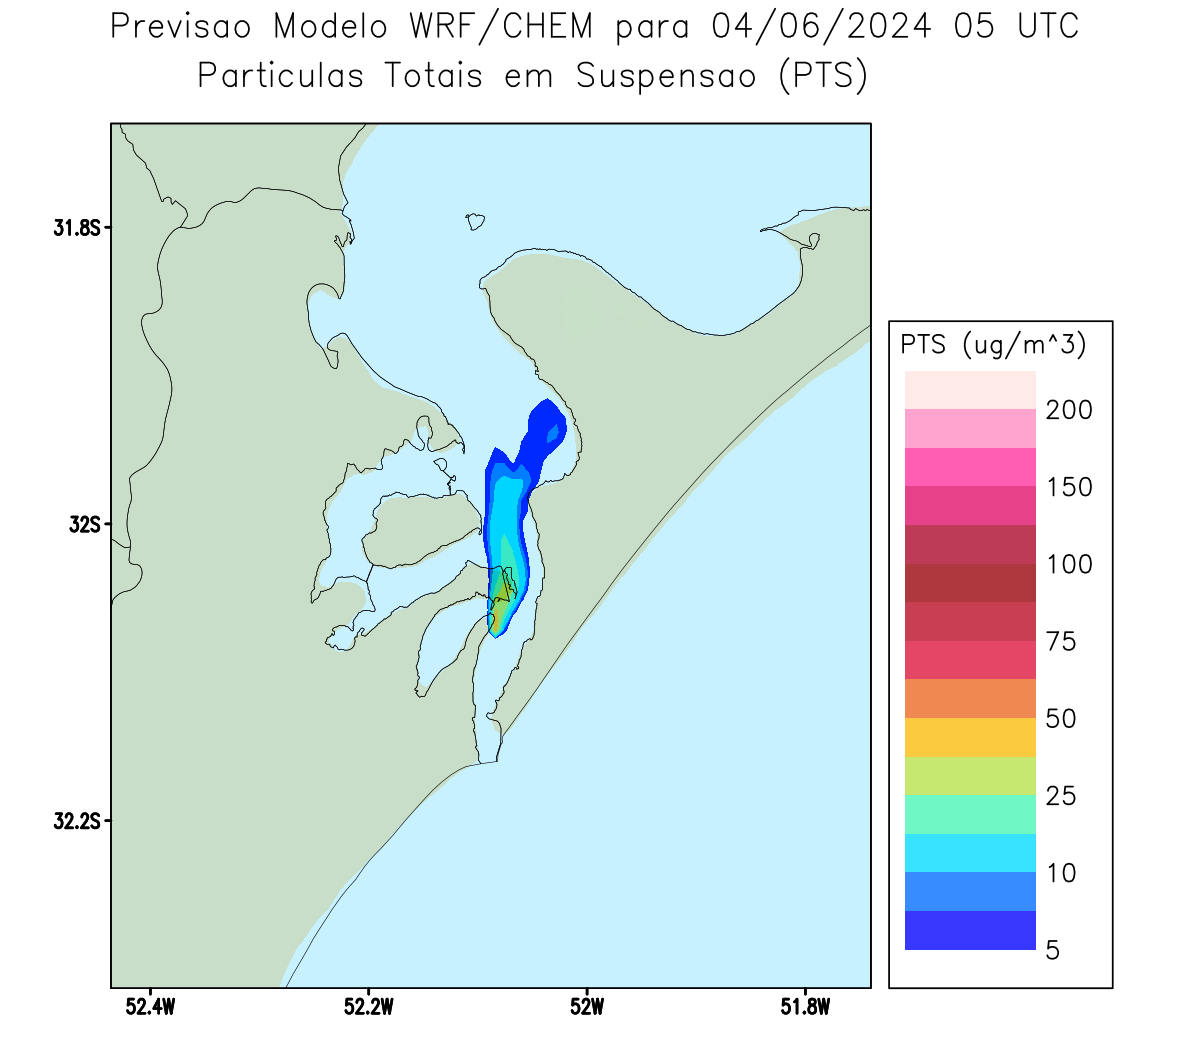 Previsao Modelo WRF/CHEM para 04/06/2024 05 UTC
Particulas Totais em Suspensao (PTS)
31.8S
32S
32.2S
52.4W
52.2W
52W
51.8W
PTS (ug/m^3)
200
150
100
75
50
25
10
5